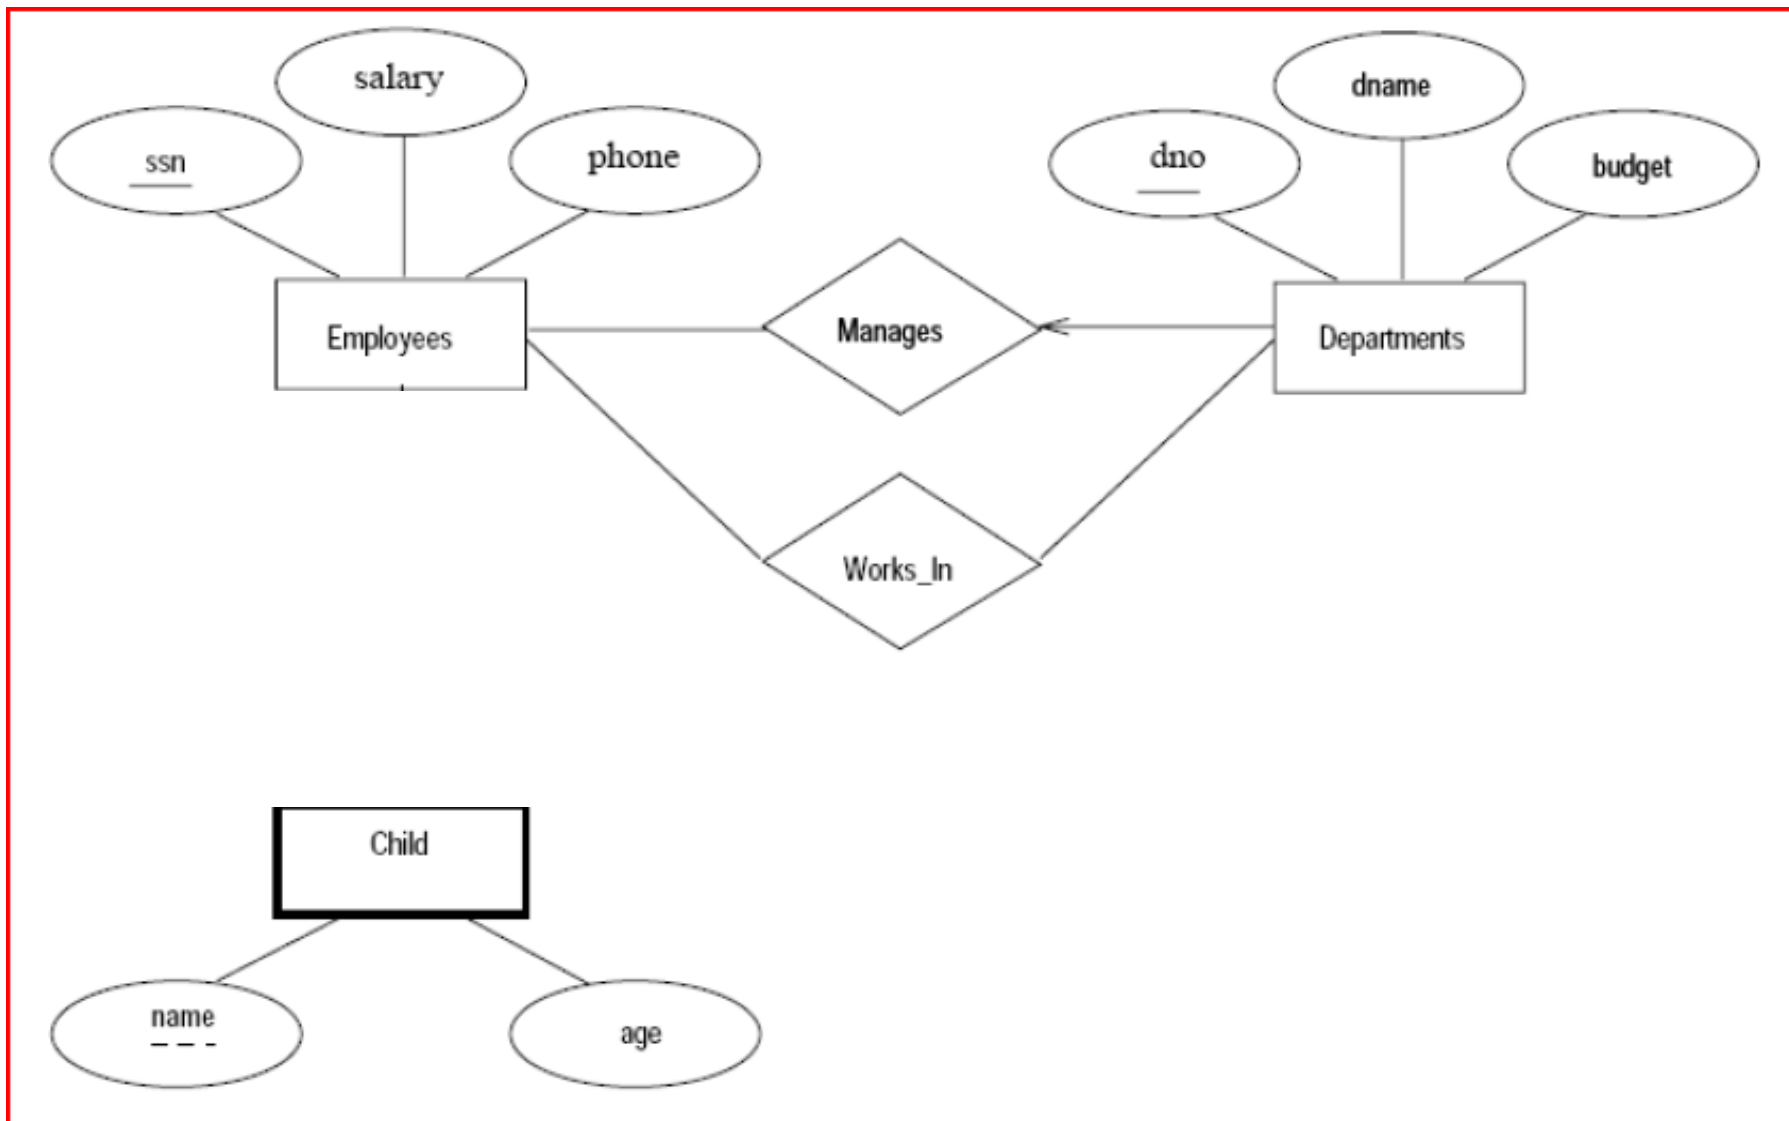 salary
dname
ssn
phone
dno
budget
Employees
Manages
Departments
Works_In
Child
name
age